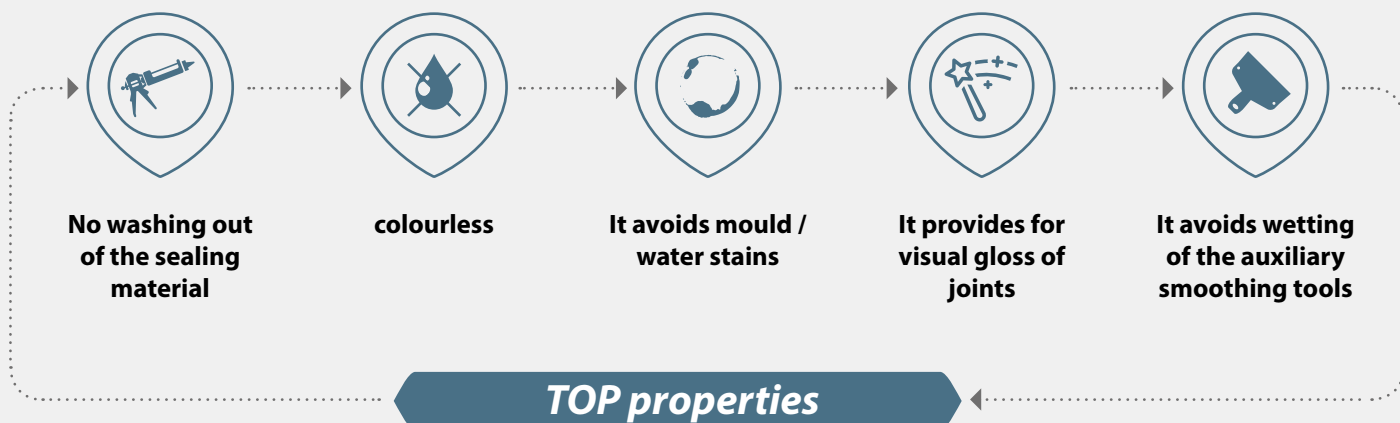 No washing out
of the sealing
material
colourless
It avoids mould /
water stains
It provides for
visual gloss of
joints
It avoids wetting
of the auxiliary
smoothing tools
TOP properties